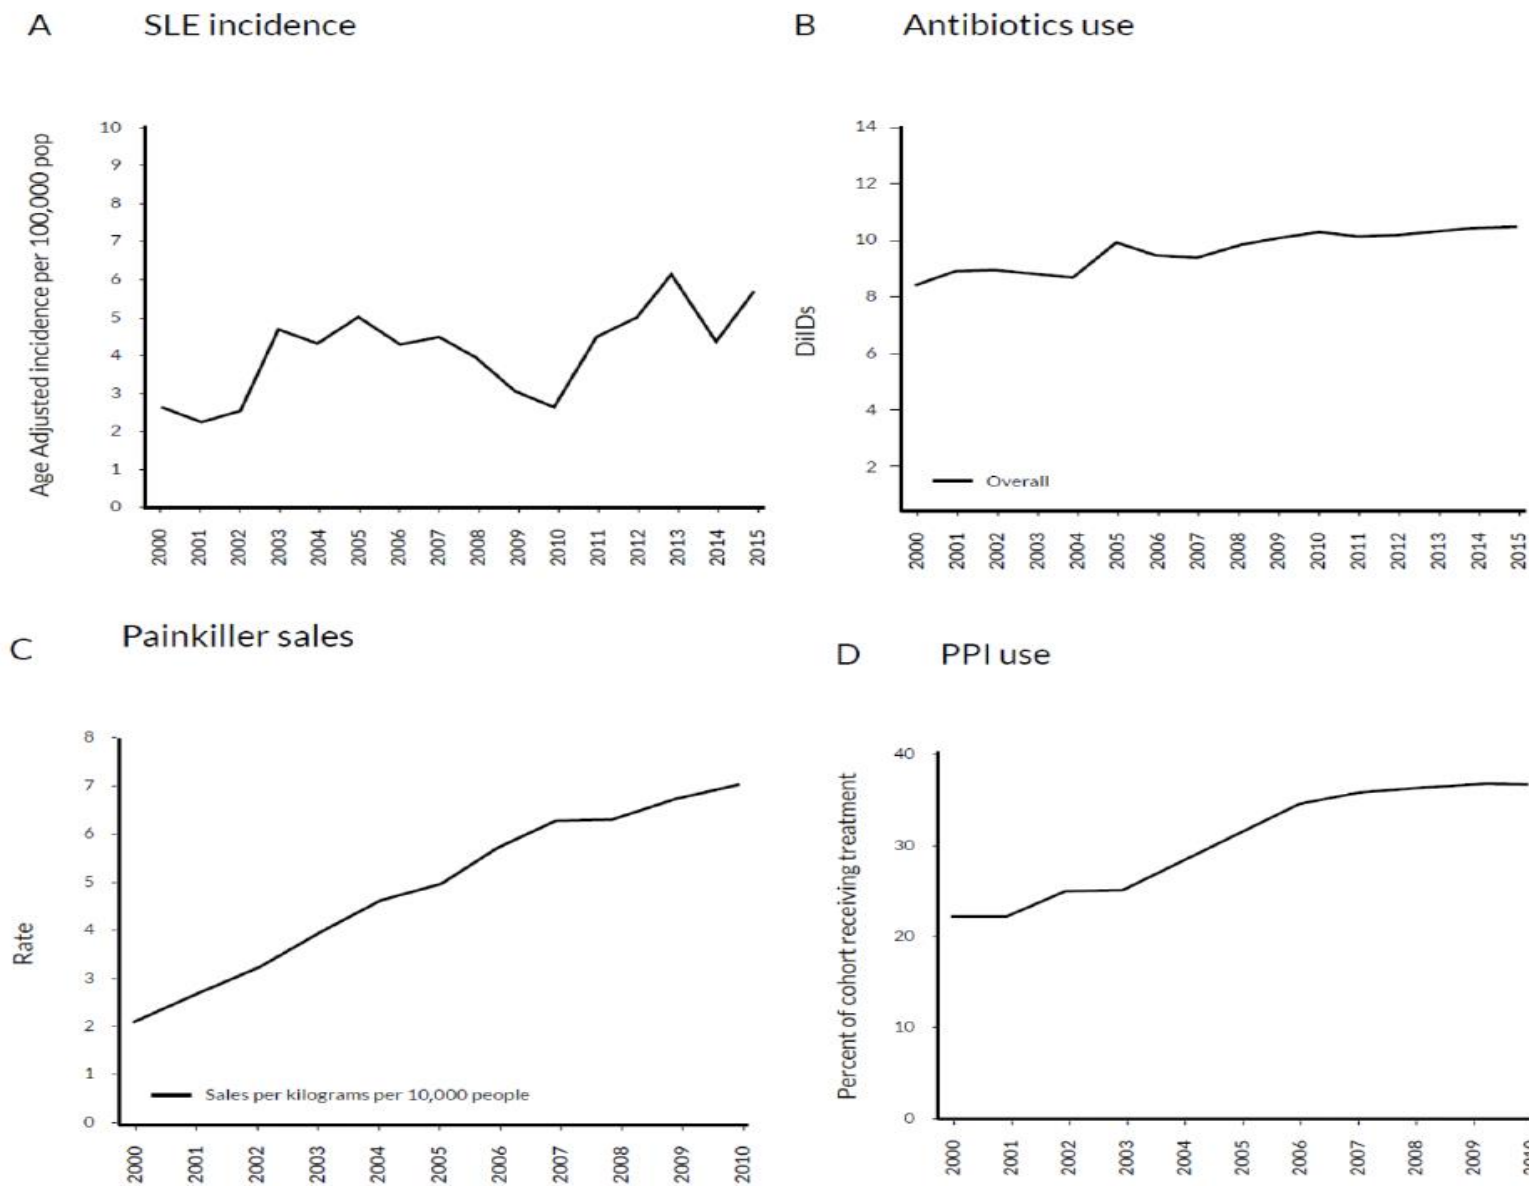 A SLE incidence
Age Adjusted incidence per 100,000 pop
10
9
8
7
6
5
4
3
2
1
0
2000 2001 2002 2003 2004 2005 2006 2007 2008 2009 2010 2011 2012 2013 2014 2015
B Antibiotics use
DiIDs
14
12
10
8
6
4
2
Overall
2000 2001 2002 2003 2004 2005 2006 2007 2008 2009 2010 2011 2012 2013 2014 2015
C Painkiller sales
Rate
8
7
6
5
4
3
2
1
0
Sales per kilograms per 10,000 people
2000 2001 2002 2003 2004 2005 2006 2007 2008 2009 2010
D PPI use
Percent of cohort receiving treatment
40
30
20
10
0
2000 2001 2002 2003 2004 2005 2006 2007 2008 2009